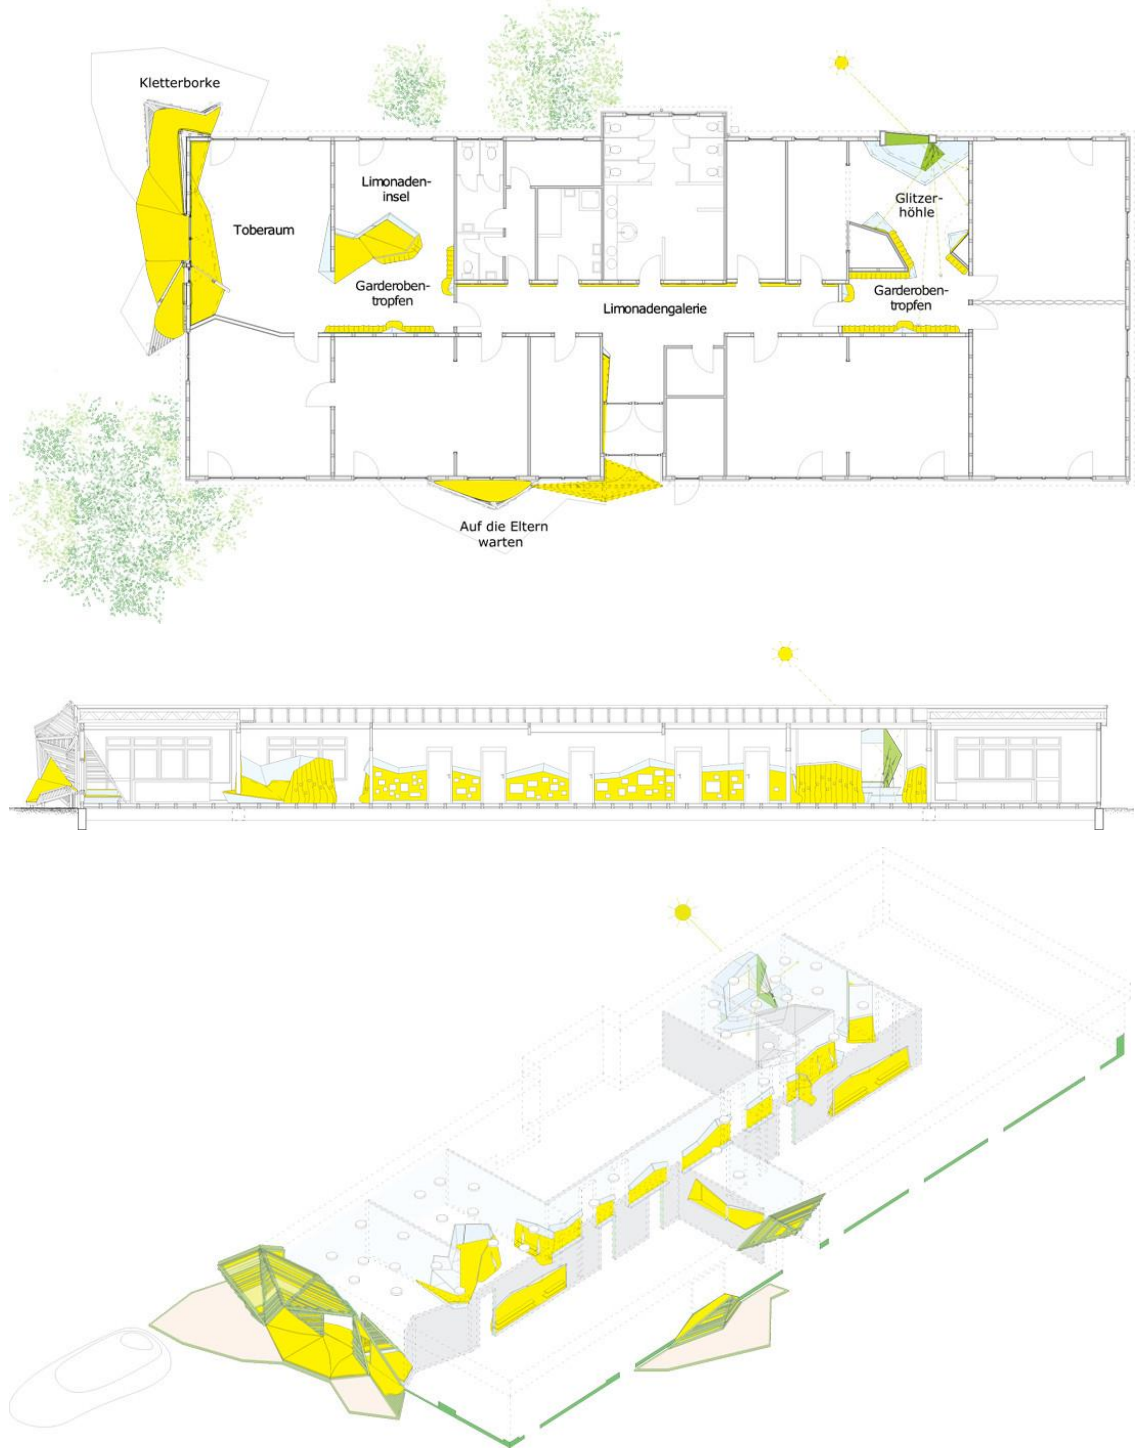 Kletterborke
Limonaden-
insel
Toberaum
Glitzer-
höhle
Garderoben-
tropfen
Limonadengalerie
Garderoben-
tropfen
Auf die Eltern
warten